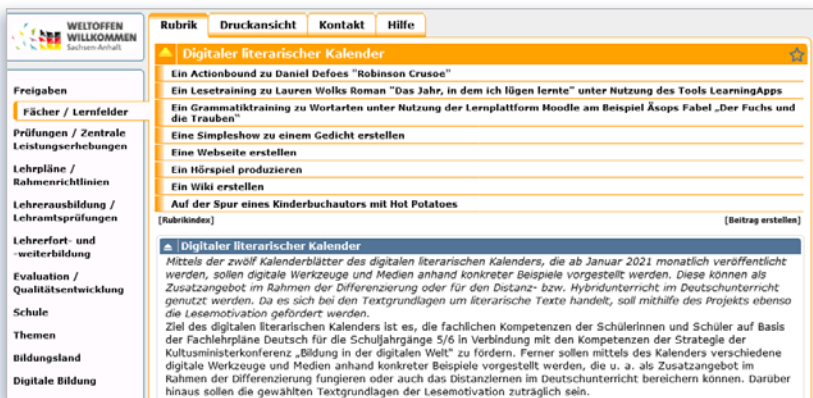 WELTOFFEN
WILLKOMMEN
Sachsen-Anhalt
Rubrik Druckansicht Kontakt Hilfe
Digitaler literarischer Kalender
Ein Actionbound zu Daniel Defoes "Robinson Crusoe"
Ein Lesetraining zu Lauren Wolks Roman "Das Jahr, in dem ich lügen lernte" unter Nutzung des Tools LearningApps
Ein Grammatiktraining zu Wortarten unter Nutzung der Lernplattform Moodle am Beispiel Äsops Fabel „Der Fuchs und
die Trauben“
Eine Simpleshow zu einem Gedicht erstellen
Eine Webseite erstellen
Ein Hörspiel produzieren
Ein Wiki erstellen
Auf der Spur eines Kinderbuchautors mit Hot Potatoes
[Rubrikindex] [Beitrag erstellen]
Freigaben
Fächer / Lernfelder
Prüfungen / Zentrale
Leistungserhebungen
Lehrpläne /
Rahmenrichtlinien
Lehrerausbildung /
Lehramtsprüfungen
Lehrerfort- und
-weiterbildung
Evaluation /
Qualitätsentwicklung
Schule
Themen
Bildungsland
Digitale Bildung
Digitaler literarischer Kalender
Mittels der zwölf Kalenderblätter des digitalen literarischen Kalenders, die ab Januar 2021 monatlich veröffentlicht
werden, sollen digitale Werkzeuge und Medien anhand konkreter Beispiele vorgestellt werden. Diese können als
Zusatzangebot im Rahmen der Differenzierung oder für den Distanz- bzw. Hybridunterricht im Deutschunterricht
genutzt werden. Da es sich bei den Textgrundlagen um literarische Texte handelt, soll mithilfe des Projekts ebenso
die Lesemotivation gefördert werden.
Ziel des digitalen literarischen Kalenders ist es, die fachlichen Kompetenzen der Schülerinnen und Schüler auf Basis
der Fachlehrpläne Deutsch für die Schuljahrgänge 5/6 in Verbindung mit den Kompetenzen der Strategie der
Kultusministerkonferenz „Bildung in der digitalen Welt“ zu fördern. Ferner sollen mittels des Kalenders verschiedene
digitale Werkzeuge und Medien anhand konkreter Beispiele vorgestellt werden, die u. a. als Zusatzangebot im
Rahmen der Differenzierung fungieren oder auch das Distanzlernen im Deutschunterricht bereichern können. Darüber
hinaus sollen die gewählten Textgrundlagen der Lesemotivation zuträglich sein.